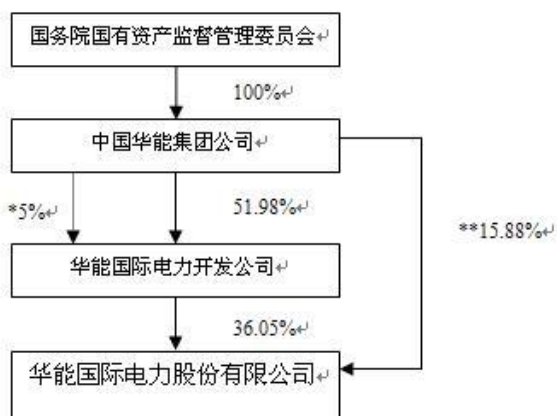 国务院国有资产监督管理委员会
100%
中国华能集团公司
*5%
51.98%
**15.88%
华能国际电力开发公司
36.05%
华能国际电力股份有限公司